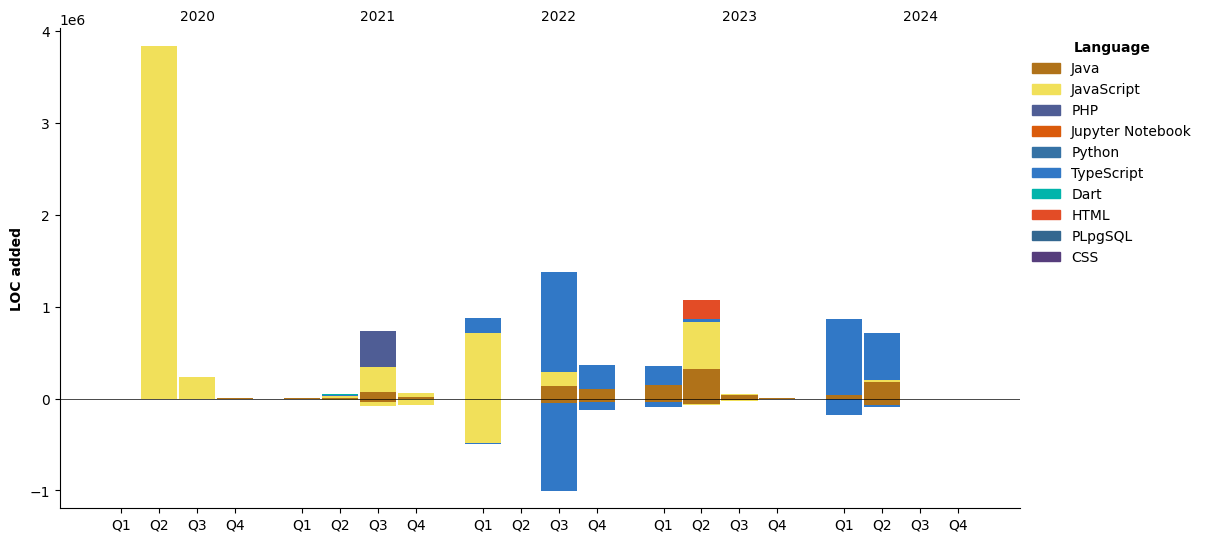 1e6
2020 2021 2022 2023 2024
4
3
2
1
0
−1
LOC added
Q1 Q2 Q3 Q4 Q1 Q2 Q3 Q4 Q1 Q2 Q3 Q4 Q1 Q2 Q3 Q4 Q1 Q2 Q3 Q4
Language
Java
JavaScript
PHP
Jupyter Notebook
Python
TypeScript
Dart
HTML
PLpgSQL
CSS